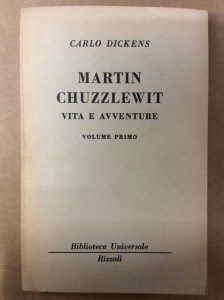 CARLO DICKENS
MARTIN
CHUZZLEWIT
VITA E AVVENTURE
VOLUME PRIMO
Biblioteca Universale
Rizzoli